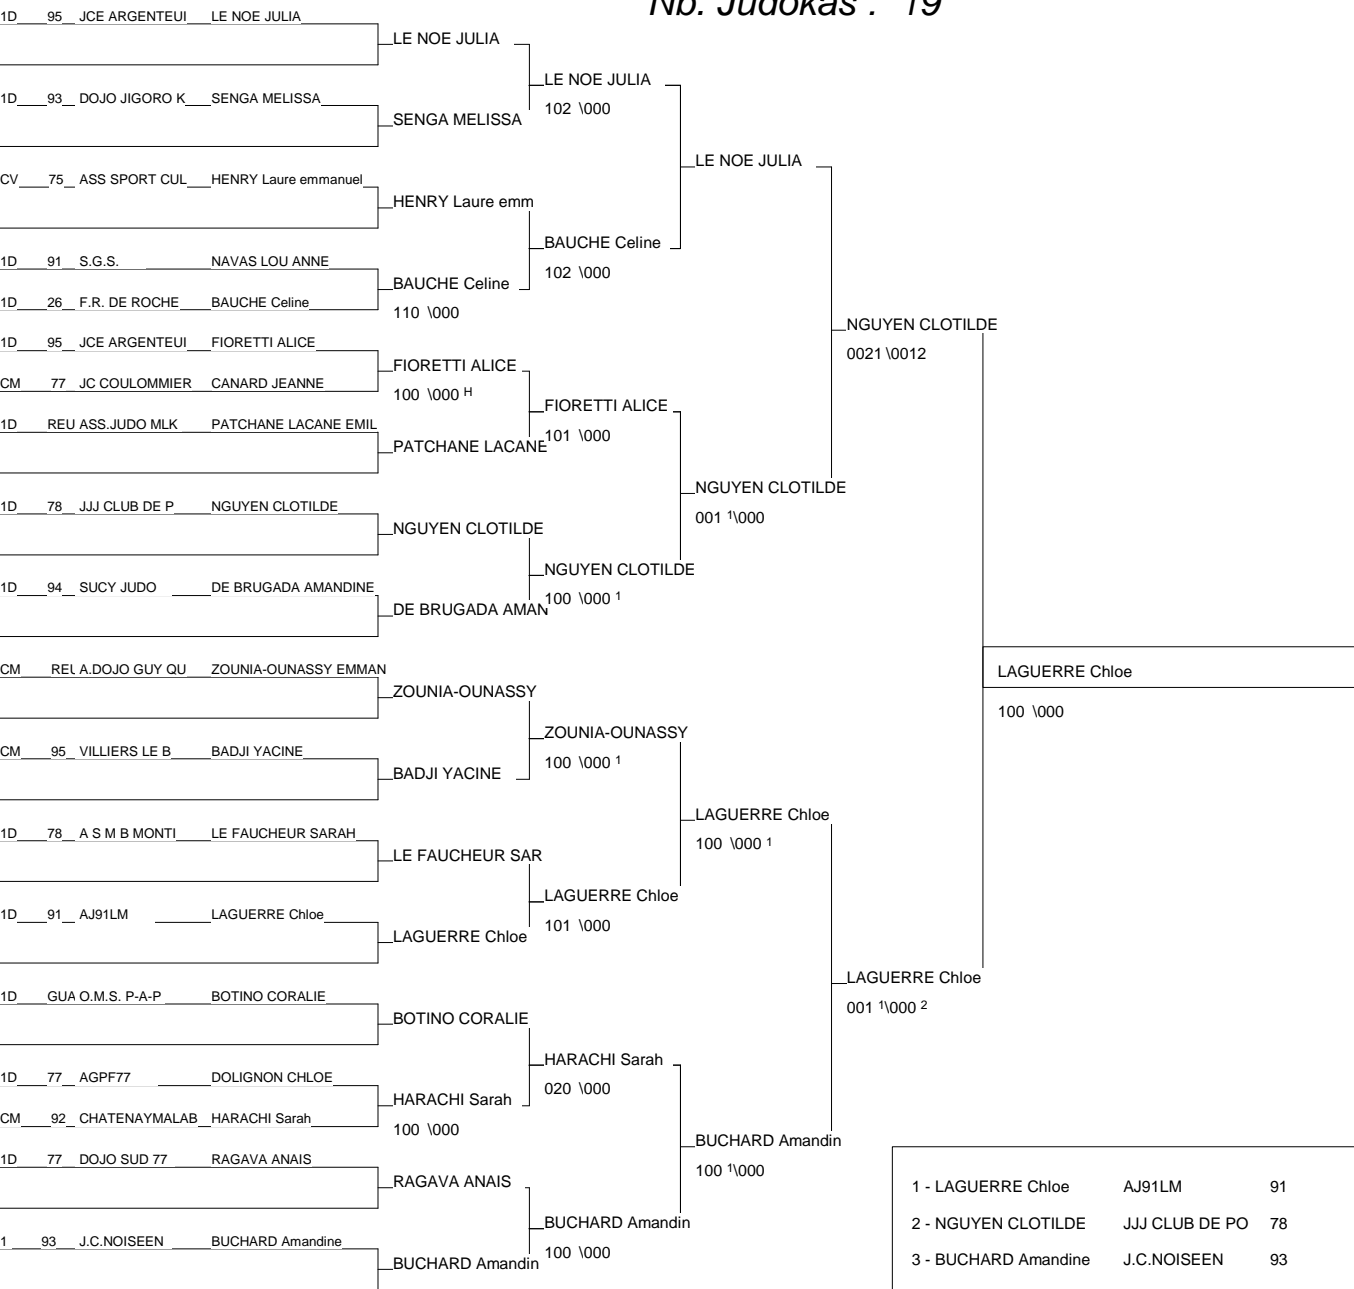 Nb. Judokas : 19
1D 95 JCE ARGENTEUI LE NOE JULIA
LE NOE JULIA
LE NOE JULIA
1D 93 DOJO JIGORO K SENGA MELISSA
102 \000
SENGA MELISSA
LE NOE JULIA
CV 75 ASS SPORT CUL HENRY Laure emmanuel
HENRY Laure emm
BAUCHE Celine
1D 91 S.G.S. NAVAS LOU ANNE
102 \000
BAUCHE Celine
1D 26 F.R. DE ROCHE BAUCHE Celine
110 \000
NGUYEN CLOTILDE
1D 95 JCE ARGENTEUI FIORETTI ALICE
0021 \0012
FIORETTI ALICE
CM 77 JC COULOMMIER CANARD JEANNE
100 \000 H
FIORETTI ALICE
1D REU ASS.JUDO MLK PATCHANE LACANE EMIL
101 \000
PATCHANE LACANE
NGUYEN CLOTILDE
1D 78 JJJ CLUB DE P NGUYEN CLOTILDE
001 1\000
NGUYEN CLOTILDE
NGUYEN CLOTILDE
1D 94 SUCY JUDO DE BRUGADA AMANDINE
100 \000 1
DE BRUGADA AMAN
CM REU A.DOJO GUY QU ZOUNIA-OUNASSY EMMAN
LAGUERRE Chloe
ZOUNIA-OUNASSY
100 \000
ZOUNIA-OUNASSY
CM 95 VILLIERS LE B BADJI YACINE
100 \000 1
BADJI YACINE
LAGUERRE Chloe
1D 78 A S M B MONTI LE FAUCHEUR SARAH
100 \000 1
LE FAUCHEUR SAR
LAGUERRE Chloe
1D 91 AJ91LM LAGUERRE Chloe
101 \000
LAGUERRE Chloe
LAGUERRE Chloe
1D GUA O.M.S. P-A-P BOTINO CORALIE
001 1\000 2
BOTINO CORALIE
HARACHI Sarah
1D 77 AGPF77 DOLIGNON CHLOE
020 \000
HARACHI Sarah
CM 92 CHATENAYMALAB HARACHI Sarah
100 \000
BUCHARD Amandin
1D 77 DOJO SUD 77 RAGAVA ANAIS
100 1\000
RAGAVA ANAIS
1 - LAGUERRE Chloe AJ91LM 91
BUCHARD Amandin
2 - NGUYEN CLOTILDE JJJ CLUB DE PO 78
1 93 J.C.NOISEEN BUCHARD Amandine
100 \000
BUCHARD Amandin
3 - BUCHARD Amandine J.C.NOISEEN 93